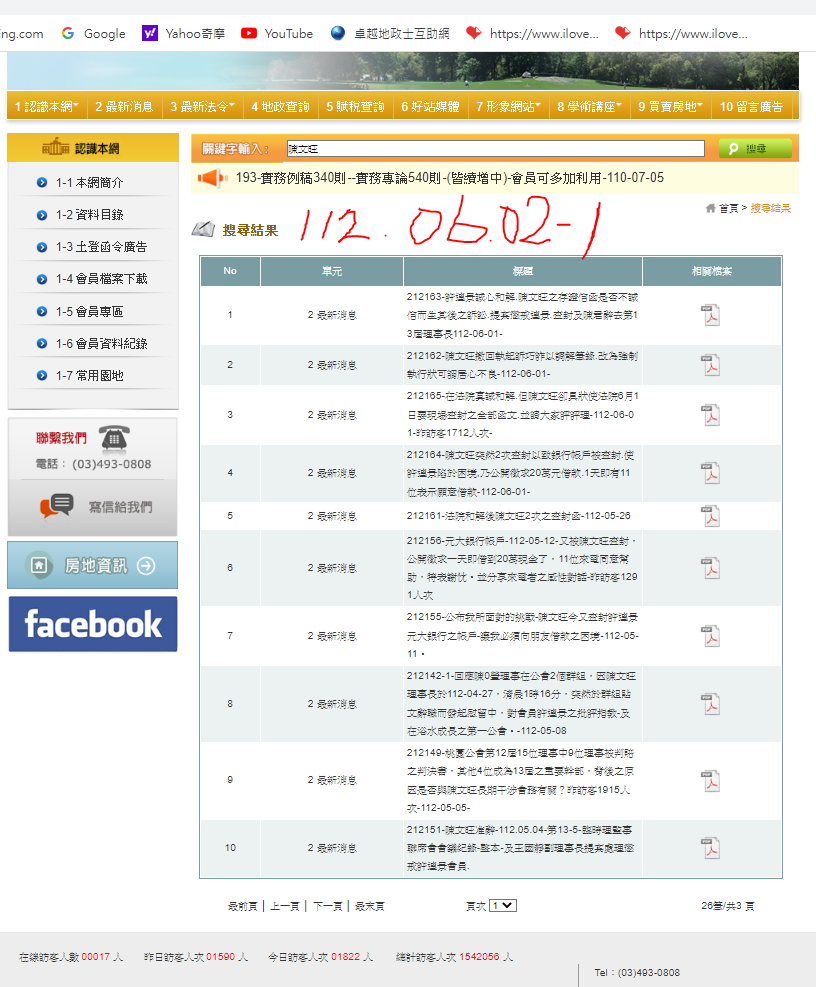 ing.com Google Yahoo奇摩 YouTube 卓越地政士互助網 https://www.ilove... https://www.ilove...
1 認識本網 2 最新消息 3 最新法令 4 地政查詢 5 賦稅查詢 6 好站媒體 7 形象網站 8 學術講座 9 買賣房地 10 留言廣告
認識本網
1-1 本網簡介
1-2 資料目錄
1-3 土登函令廣告
1-4 會員檔案下載
1-5 會員專區
1-6 會員資料紀錄
1-7 常用園地
聯繫我們
電話： (03)493-0808
寫信給我們
房地資訊
facebook
關鍵字輸入： 陳文旺 搜尋
193-實務例稿340則--實務專論540則-(皆續增中)-會員可多加利用-110-07-05
首頁 > 搜尋結果
搜尋結果 112.06.02-1
No 單元 標題 相關檔案
1 2 最新消息 212163-許達景誠心和解.陳文旺之存證信函是否不誠
信而生其後之訴訟.提案懲戒達景.查封及陳君辭去第1
3屆理事長112-06-01-
2 2 最新消息 212162-陳文旺撤回執起訴巧詐以調解筆錄.改為強制
執行狀可謂居心不良-112-06-01-
3 2 最新消息 212165-在法院真誠和解.但陳文旺卻具狀使法院6月1
日要現場查封之全部函文.並請大家評評理-112-06-0
1-昨訪客1712人次-
4 2 最新消息 212164-陳文旺突然2次查封以致銀行帳戶被查封.使
許達景陷於困境.乃公開徵求20萬元借款.1天即有11
位表示願意借款-112-06-01-
5 2 最新消息 212161-法院和解後陳文旺2次之查封函-112-05-26
6 2 最新消息 212156-元大銀行帳戶-112-05-12-又被陳文旺查封，
公開徵求一天即借到20萬現金了，11位來電同意幫
助，特表謝忱。並分享來電者之感性對話-昨訪客129
1人次
7 2 最新消息 212155-公布我所面對的挑戰-陳文旺今又查封許達景
元大銀行之帳戶-讓我必須向朋友借款之困境-112-05-
11。
8 2 最新消息 212142-1-回應陳0瑩理事在公會2個群組，因陳文旺
理事長於112-04-27，清晨1時16分，突然於群組貼
文辭職而發起慰留中，對會員許達景之批評指教-及
在浴水成長之第一公會。-112-05-08
9 2 最新消息 212149-桃園公會第12屆15位理事中9位理事被判賠
之判決書，其他4位成為13屆之重要幹部，背後之原
因是否與陳文旺長期干涉會務有關？昨訪客1915人
次-112-05-05-
10 2 最新消息 212151-陳文旺准辭-112.05.04-第13-5-臨時理監事
聯席會會議紀錄-整本-及王國靜副理事長提案處理懲
戒許達景會員.
最前頁 | 上一頁 | 下一頁 | 最末頁 頁次 1 26筆/共3 頁
在線訪客人數 00017 人 昨日訪客人次 01590 人 今日訪客人次 01822 人 總計訪客人次 1542056 人
Tel：(03)493-0808